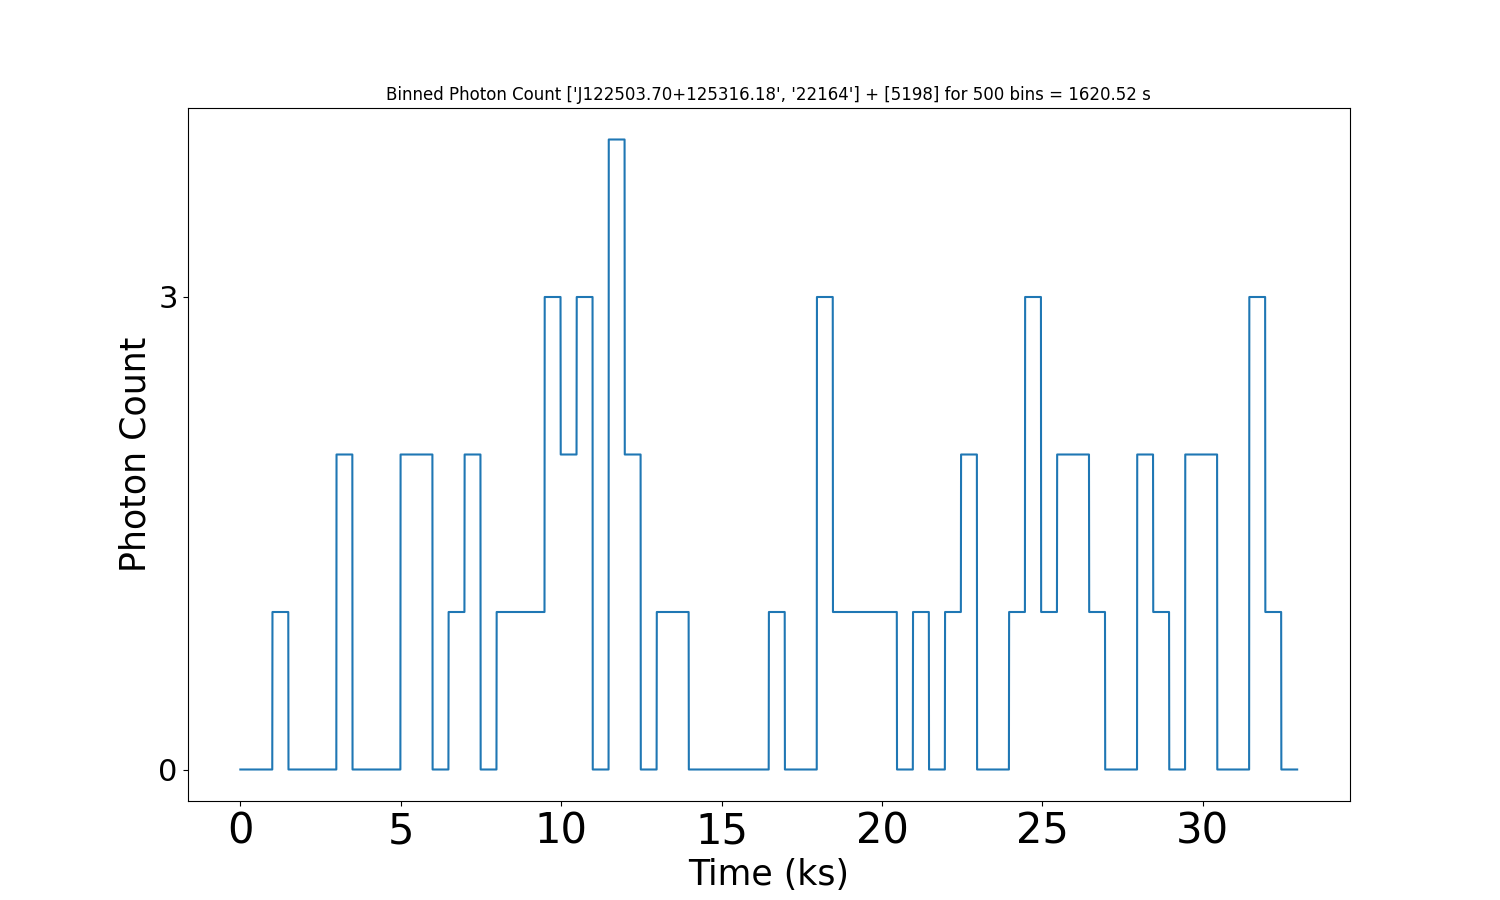 Binned Photon Count ['J122503.70+125316.18', '22164'] + [5198] for 500 bins = 1620.52 s
3
0
Photon Count
0 5 10 15 20 25 30
Time (ks)